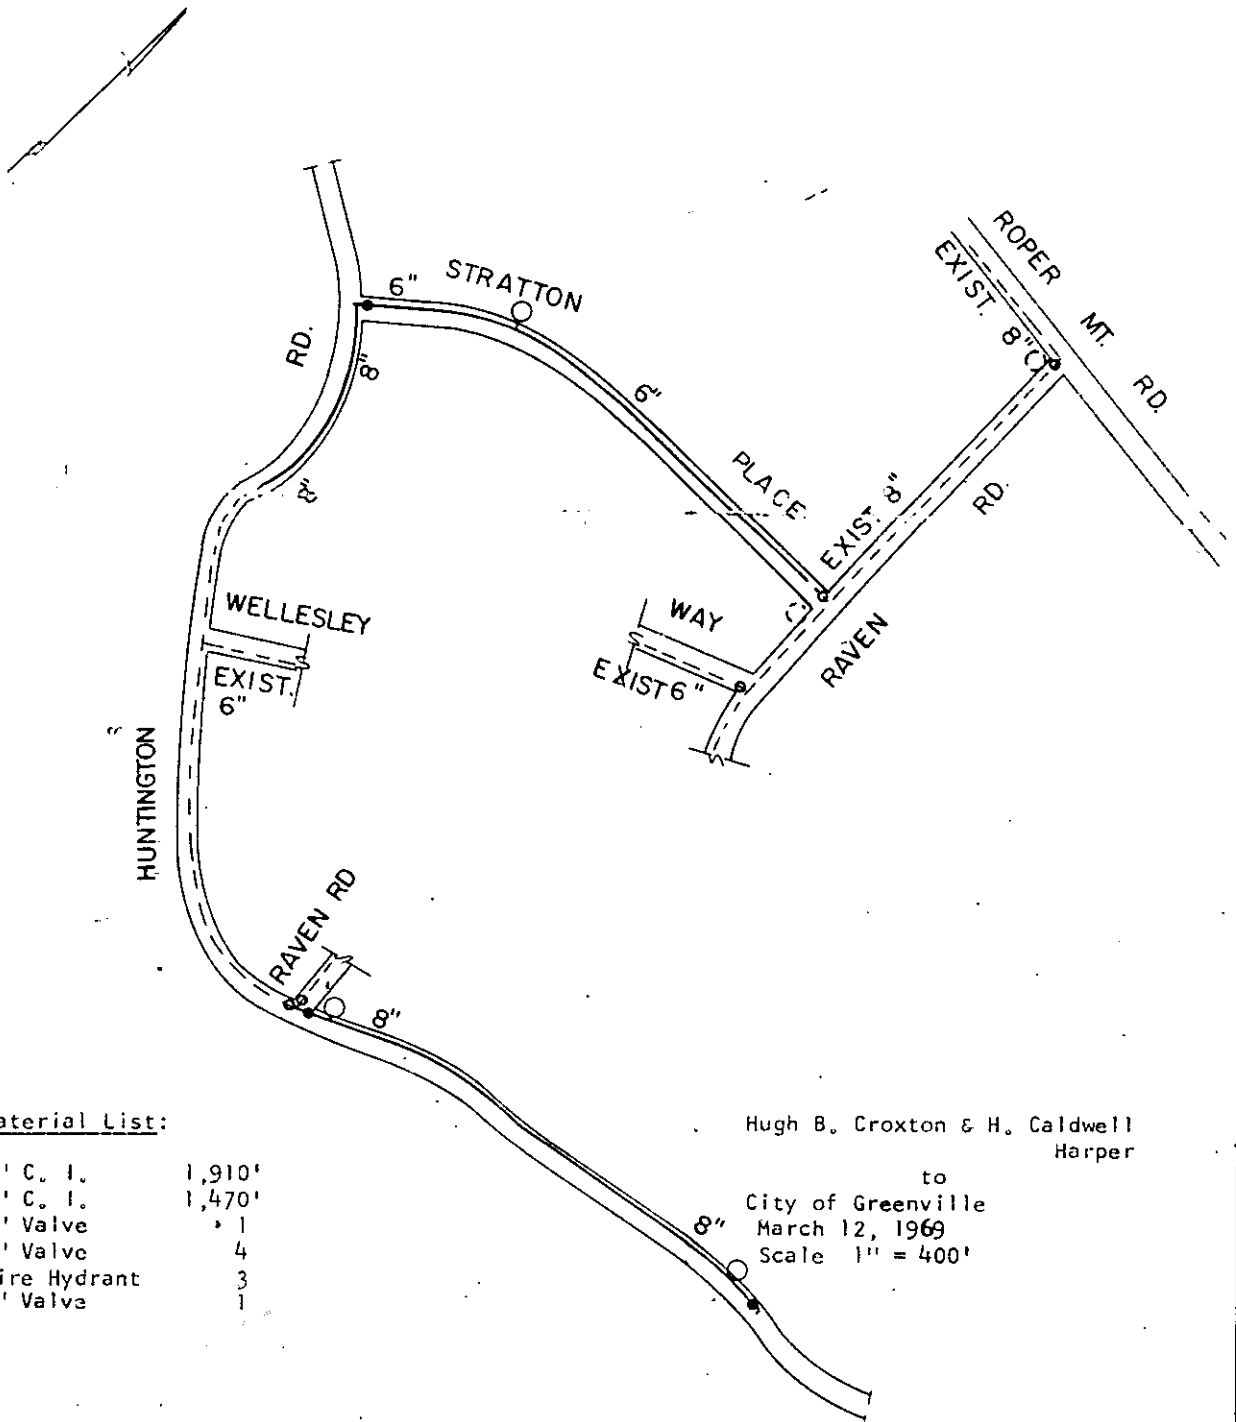 6"
STRATTON
ROPER MT. RD.
EXIST. 8"
RD.
8"
6"
PLACE
8"
EXIST. 8"
RD.
WELLESLEY
WAY
EXIST. 6"
EXIST 6"
RAVEN
HUNTINGTON
RAVEN RD
8"
aterial List:
' C. I. 1,910'
' C. I. 1,470'
' Valve 1
' Valve 4
ire Hydrant 3
' Valve 1
Hugh B. Croxton & H. Caldwell
Harper
to
City of Greenville
March 12, 1969
Scale 1" = 400'
8"